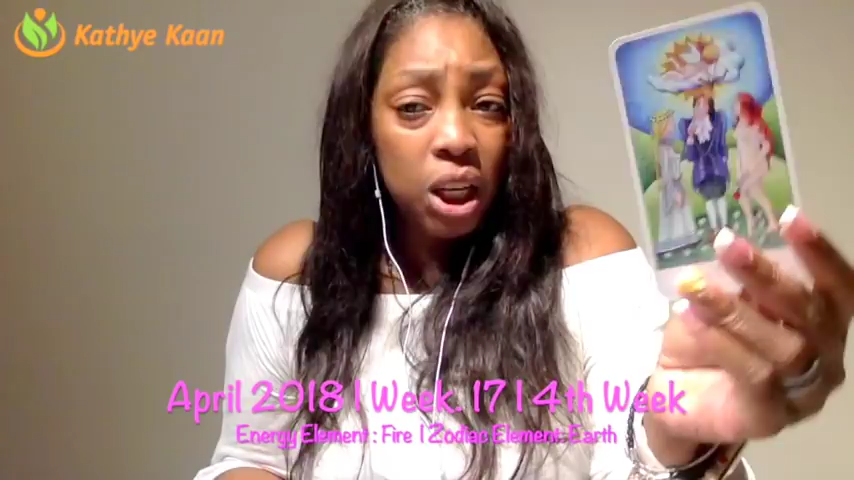 Kathye Kaan
April 2018 | Week. 17 | 4th Week
Energy Element : Fire | Zodiac Element: Earth